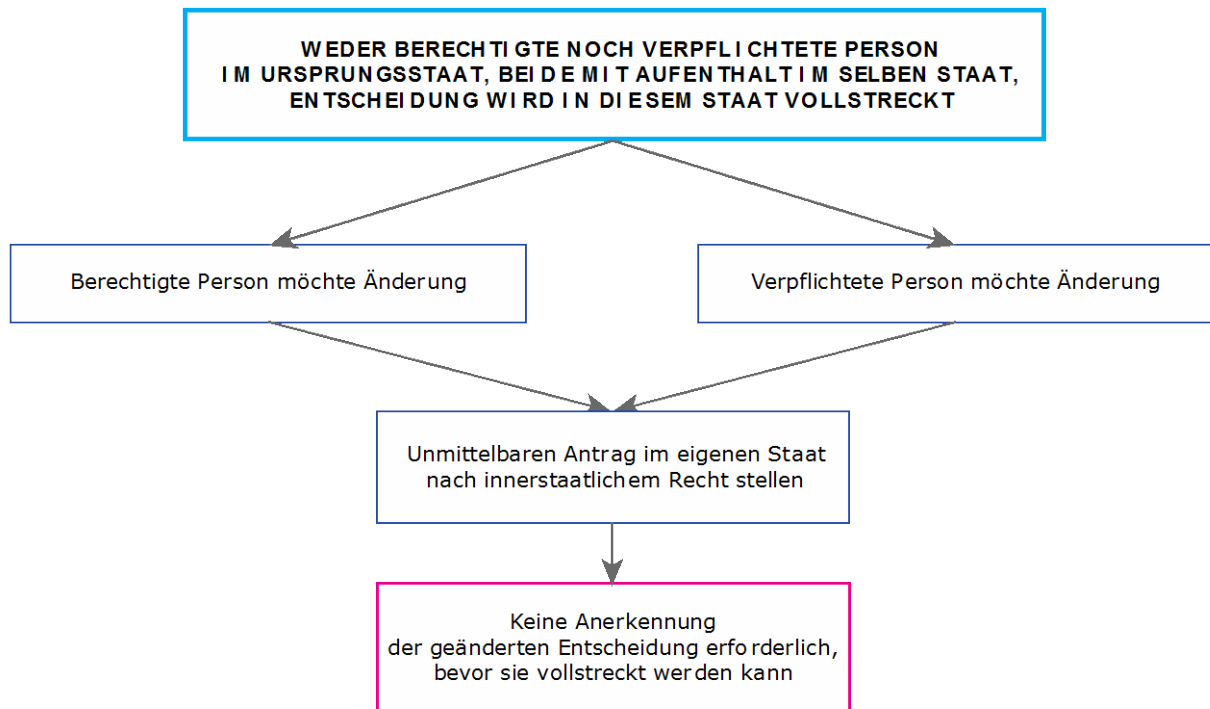 WEDER BERECHTIGTE NOCH VERPFLICHTETE PERSON
IM URSPRUNGSSTAAT, BEIDE MIT AUFENTHALT IM SELBEN STAAT,
ENTSCHEIDUNG WIRD IN DIESEM STAAT VOLLSTRECKT
Berechtigte Person möchte Änderung
Verpflichtete Person möchte Änderung
Unmittelbaren Antrag im eigenen Staat
nach innerstaatlichem Recht stellen
Keine Anerkennung
der geänderten Entscheidung erforderlich,
bevor sie vollstreckt werden kann